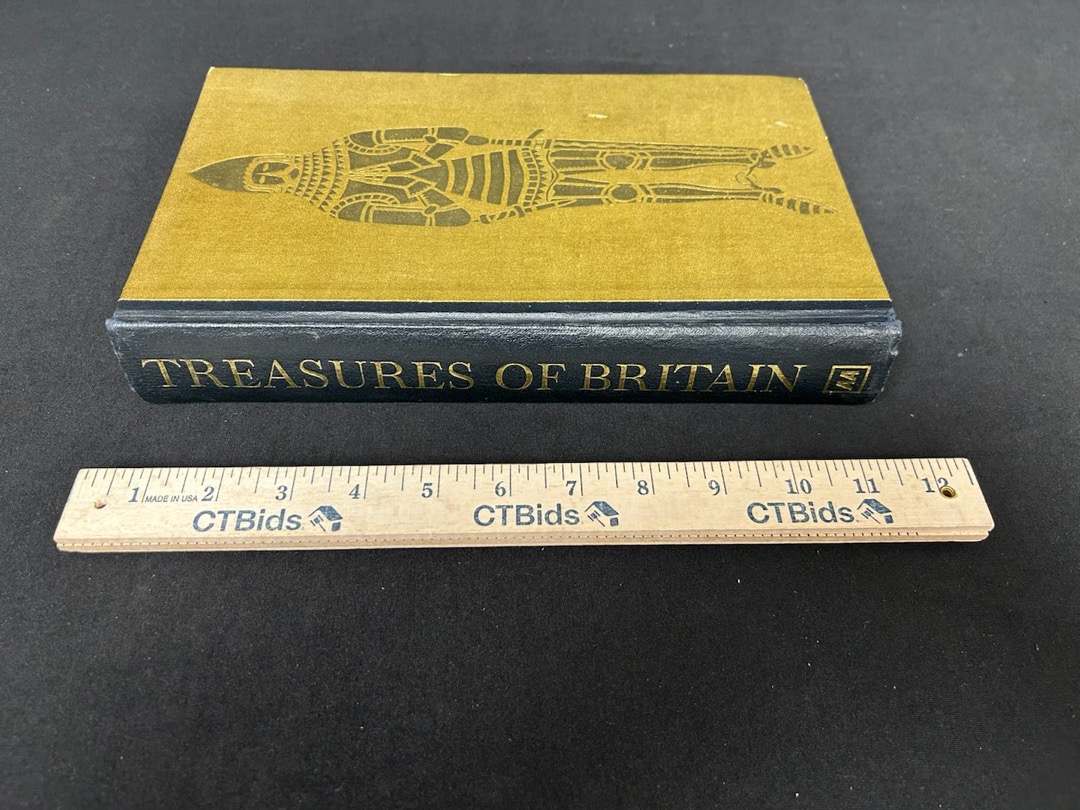 TREASURES OF BRITAIN AA
1 2 3 4 5 6 7 8 9 10 11 12
MADE IN USA
CTBids CTBids CTBids